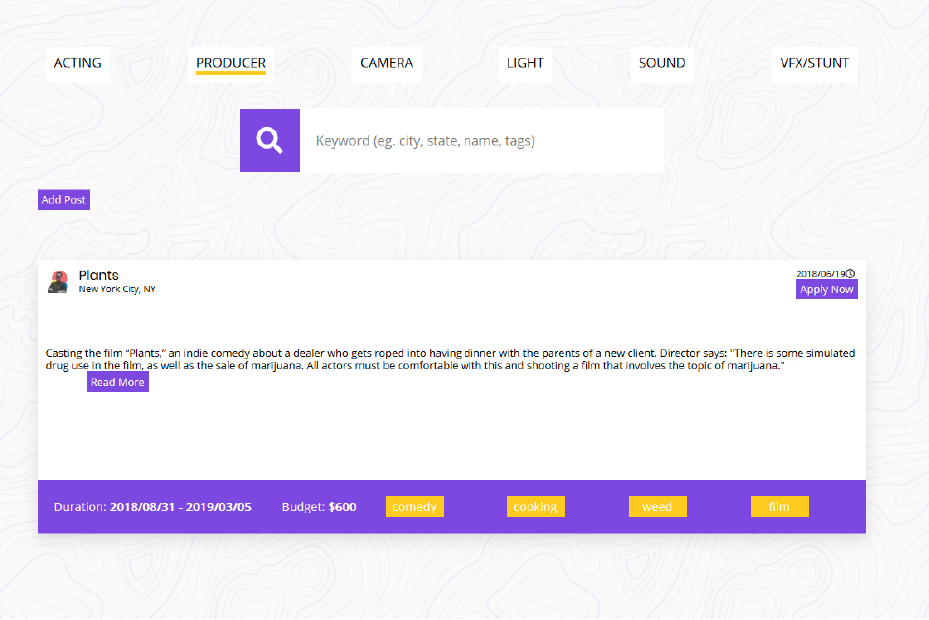 ACTING PRODUCER CAMERA LIGHT SOUND VFX/STUNT
Keyword (eg. city, state, name, tags)
Add Post
Plants
New York City, NY
2018/06/19
Apply Now
Casting the film “Plants,” an indie comedy about a dealer who gets roped into having dinner with the parents of a new client. Director says: "There is some simulated
drug use in the film, as well as the sale of marijuana. All actors must be comfortable with this and shooting a film that involves the topic of marijuana."
Read More
Duration: 2018/08/31 - 2019/03/05 Budget: $600 comedy cooking weed film